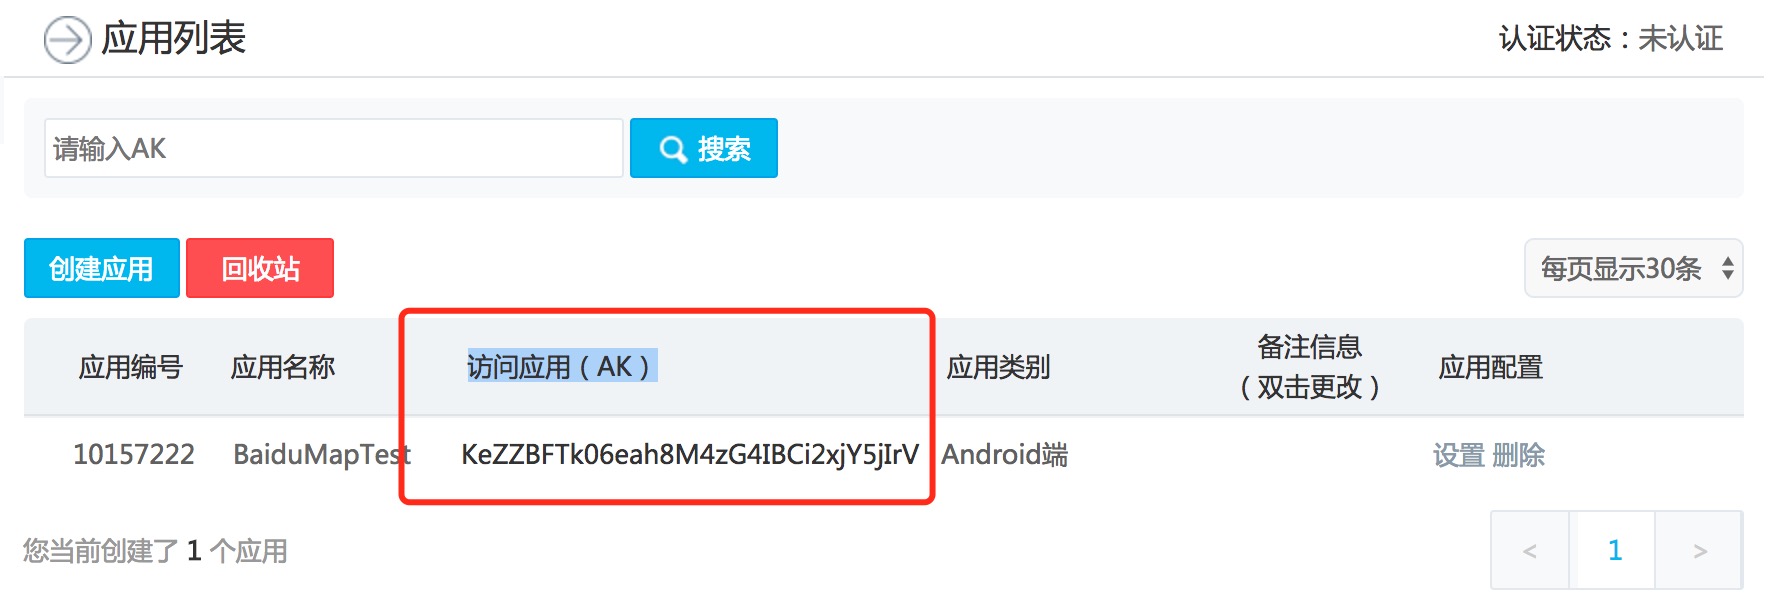 应用列表
认证状态：未认证
请输入AK
搜索
创建应用
回收站
每页显示30条
应用编号
应用名称
访问应用（AK）
应用类别
备注信息
（双击更改）
应用配置
10157222
BaiduMapTest
KeZZBFTk06eah8M4zG4IBCi2xjY5jIrV
Android端
设置 删除
您当前创建了 1 个应用
< 1 >